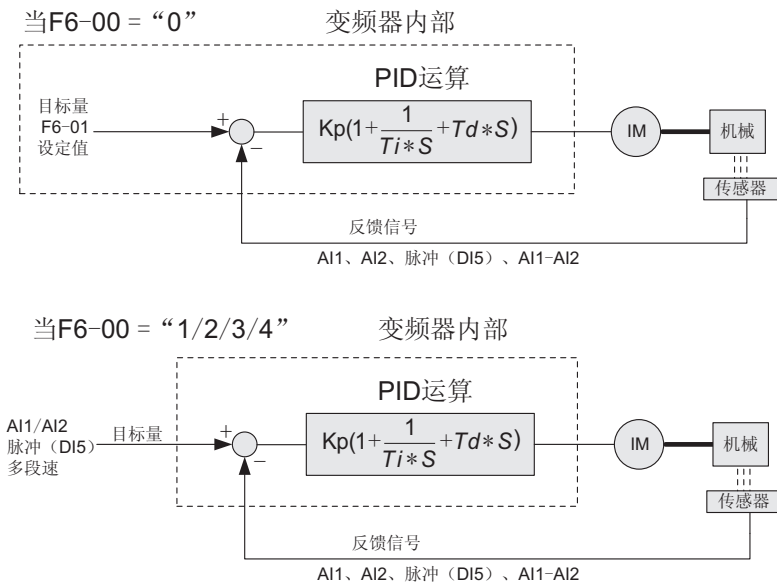 当F6-00 = “0”
变频器内部
PID运算
目标量
F6-01
设定值
+
−
Kp(1+ 1/Ti*S +Td*S)
IM
机械
传感器
反馈信号
AI1、AI2、脉冲（DI5）、AI1-AI2
当F6-00 = “1/2/3/4”
变频器内部
PID运算
AI1/AI2
脉冲（DI5）
多段速
目标量
+
−
Kp(1+ 1/Ti*S +Td*S)
IM
机械
传感器
反馈信号
AI1、AI2、脉冲（DI5）、AI1-AI2